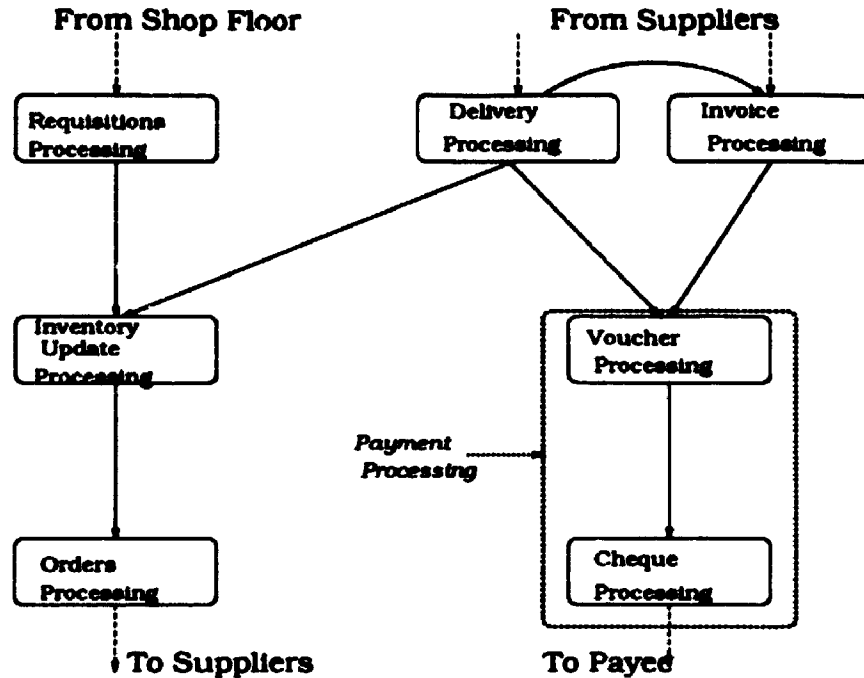 From Shop Floor
From Suppliers
Requisitions
Processing
Delivery
Processing
Invoice
Processing
Inventory
Update
Processing
Voucher
Processing
Payment
Processing
Orders
Processing
Cheque
Processing
To Suppliers
To Payee